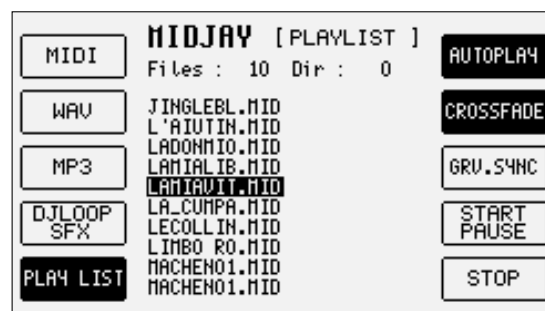 MIDJAY [ PLAYLIST ]
Files : 10 Dir : 0
MIDI
WAV
MP3
DJLOOP
SFX
PLAY LIST
JINGLEBL.MID
L'AIUTIN.MID
LADONMIO.MID
LAMIALIB.MID
LAMIAVIT.MID
LA_CUMPA.MID
LECOLLIN.MID
LIMBO RO.MID
MACHENO1.MID
MACHENO1.MID
AUTOPLAY
CROSSFADE
GRV.SYNC
START
PAUSE
STOP